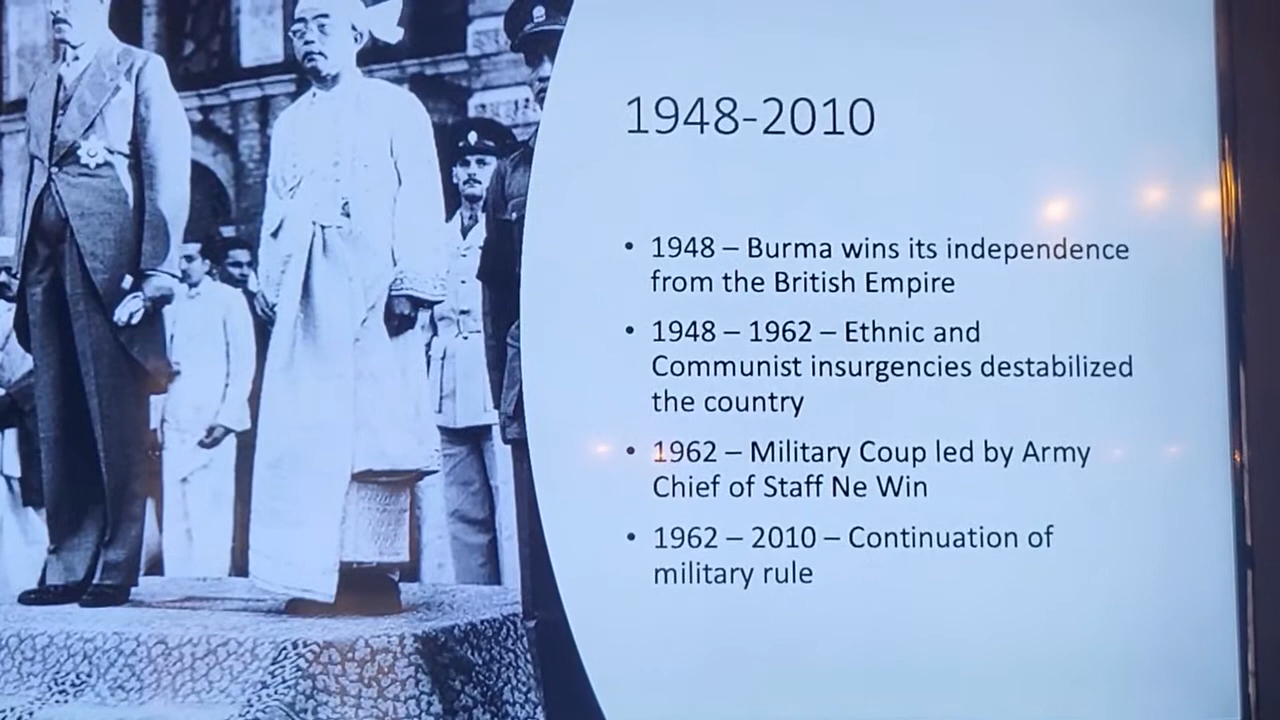 1948-2010
• 1948 – Burma wins its independence
from the British Empire
• 1948 – 1962 – Ethnic and
Communist insurgencies destabilized
the country
• 1962 – Military Coup led by Army
Chief of Staff Ne Win
• 1962 – 2010 – Continuation of
military rule